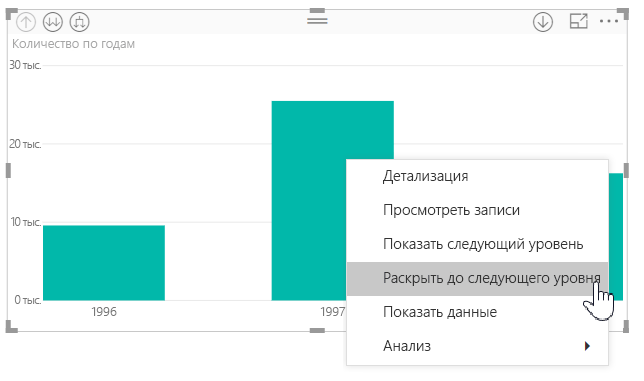 Количество по годам
30 тыс.
20 тыс.
10 тыс.
0 тыс.
1996
1997
Детализация
Просмотреть записи
Показать следующий уровень
Раскрыть до следующего уровня
Показать данные
Анализ